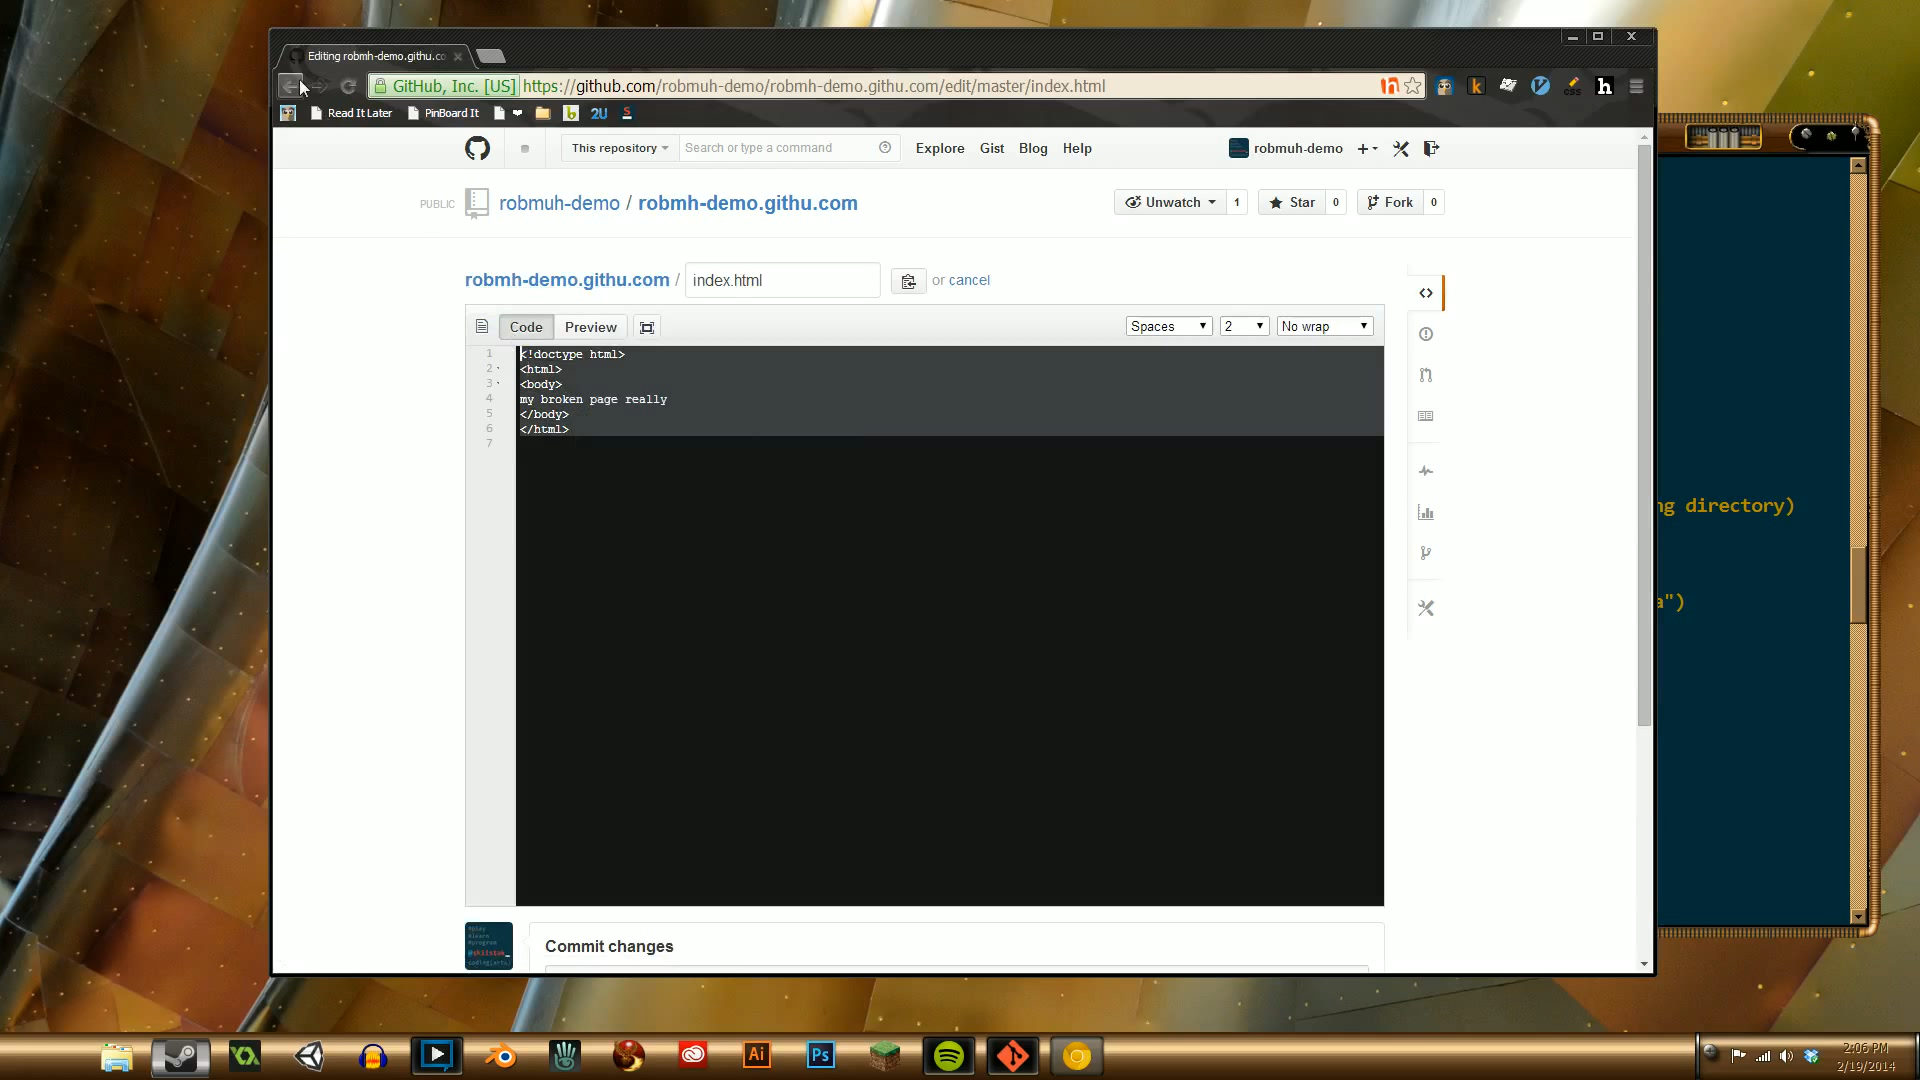 Editing robmh-demo.githu.co
GitHub, Inc. [US] https://github.com/robmuh-demo/robmh-demo.githu.com/edit/master/index.html
Read It Later PinBoard It 2U
This repository Search or type a command Explore Gist Blog Help robmuh-demo
PUBLIC robmuh-demo / robmh-demo.githu.com Unwatch 1 Star 0 Fork 0
robmh-demo.githu.com / index.html or cancel
Code Preview Spaces 2 No wrap
1 <!doctype html>
2 <html>
3 <body>
4 my broken page really
5 </body>
6 </html>
7
ng directory)
a")
Commit changes
Ai Ps
2:06 PM
2/19/2014